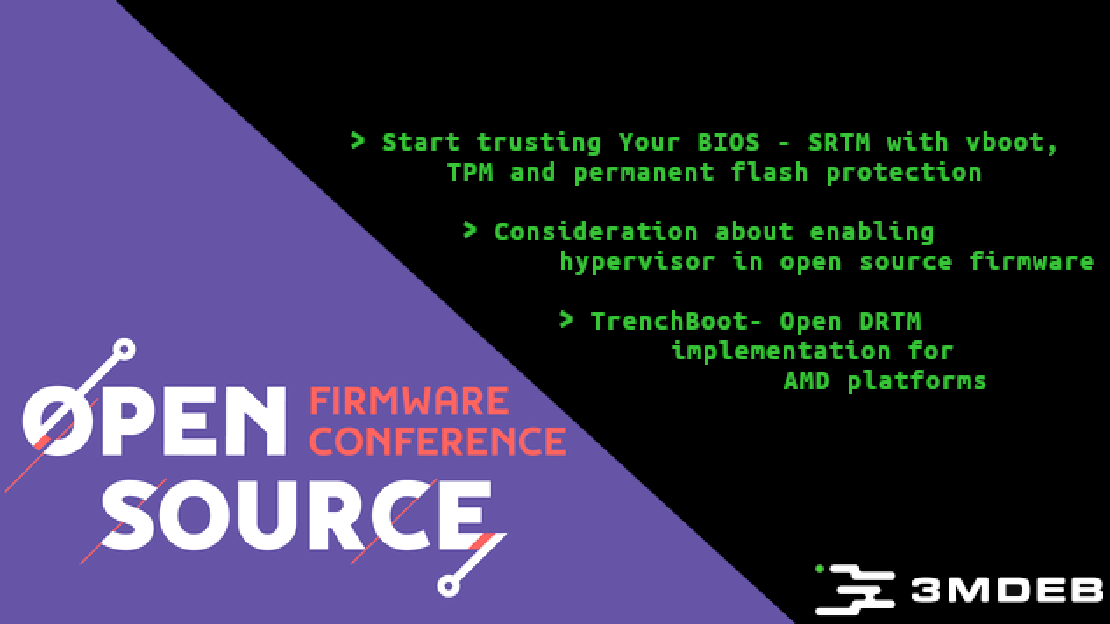 > Start trusting Your BIOS - SRTM with vboot,
TPM and permanent flash protection
> Consideration about enabling
hypervisor in open source firmware
> TrenchBoot- Open DRTM
implementation for
AMD platforms
OPEN FIRMWARE
CONFERENCE
SOURCE
3MDEB